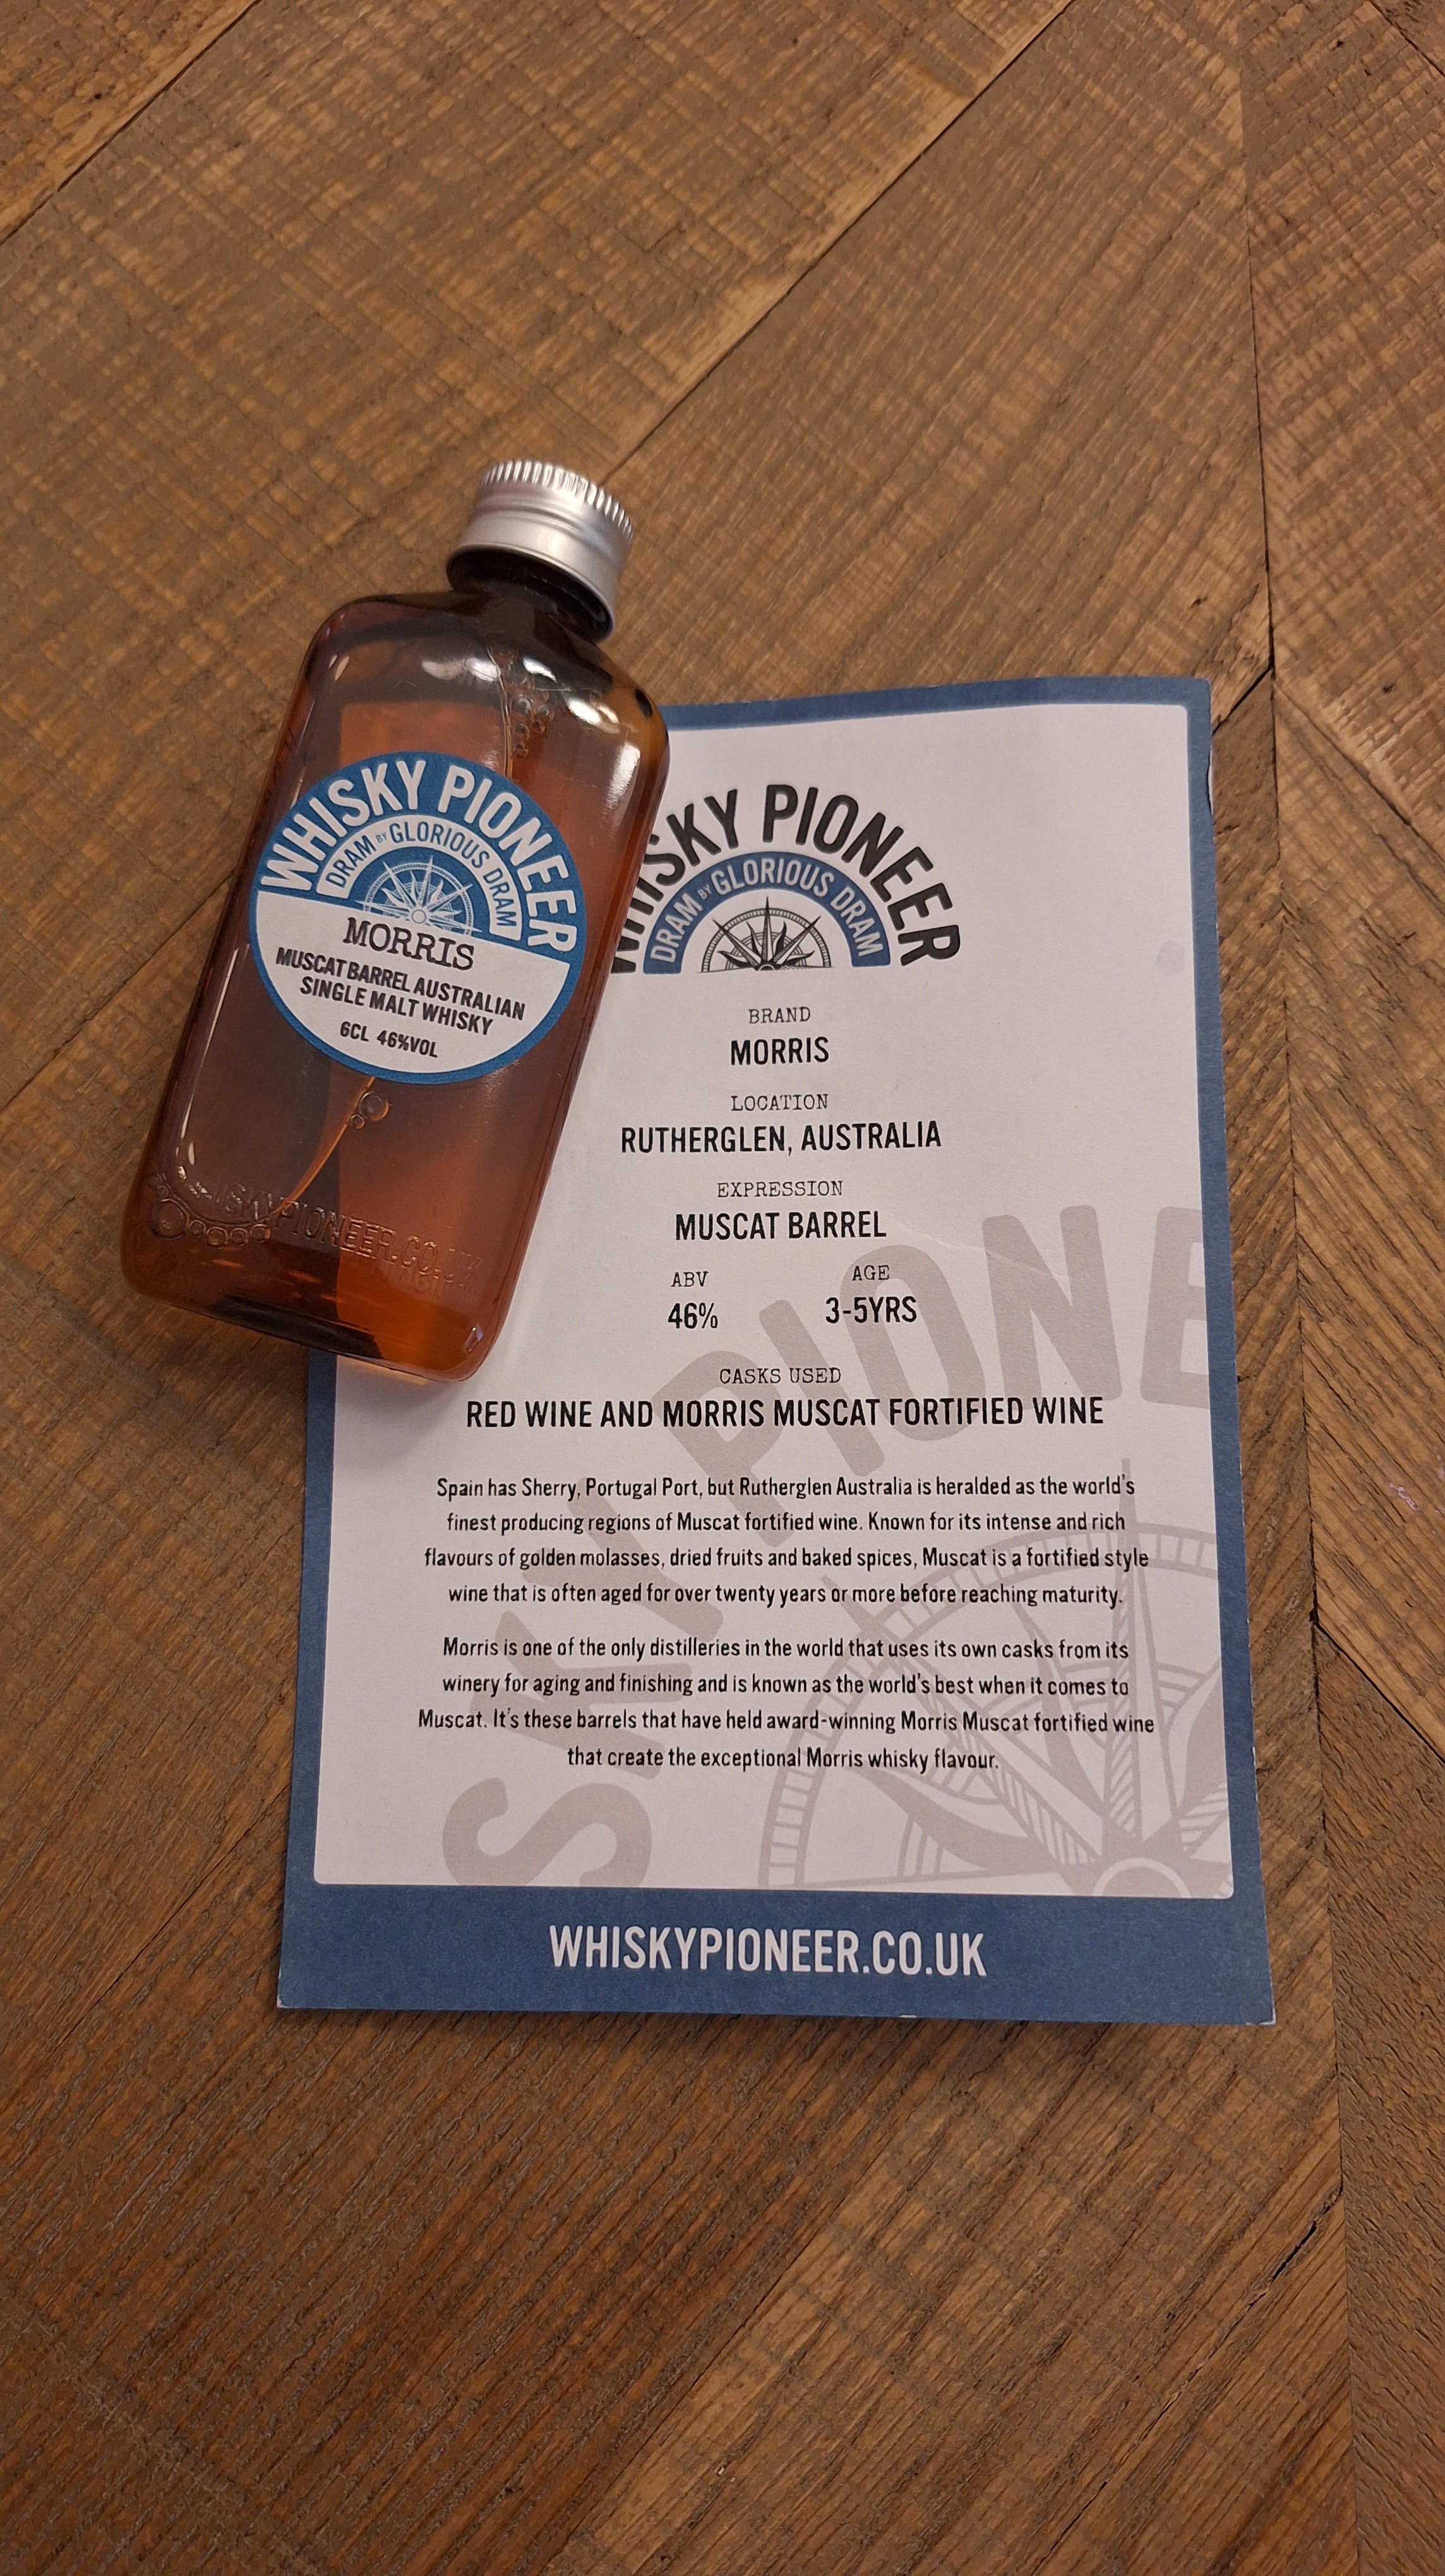 WHISKY PIONEER
DRAM BY GLORIOUS DRAM
MORRIS
MUSCAT BARREL AUSTRALIAN
SINGLE MALT WHISKY
6CL 46%VOL
WHISKYPIONEER.CO.UK
WHISKY PIONEER
DRAM BY GLORIOUS DRAM
BRAND
MORRIS
LOCATION
RUTHERGLEN, AUSTRALIA
EXPRESSION
MUSCAT BARREL
ABV AGE
46% 3-5YRS
CASKS USED
RED WINE AND MORRIS MUSCAT FORTIFIED WINE
Spain has Sherry, Portugal Port, but Rutherglen Australia is heralded as the world's
finest producing regions of Muscat fortified wine. Known for its intense and rich
flavours of golden molasses, dried fruits and baked spices, Muscat is a fortified style
wine that is often aged for over twenty years or more before reaching maturity.
Morris is one of the only distilleries in the world that uses its own casks from its
winery for aging and finishing and is known as the world's best when it comes to
Muscat. It's these barrels that have held award-winning Morris Muscat fortified wine
that create the exceptional Morris whisky flavour.
SKY PIONE
WHISKYPIONEER.CO.UK